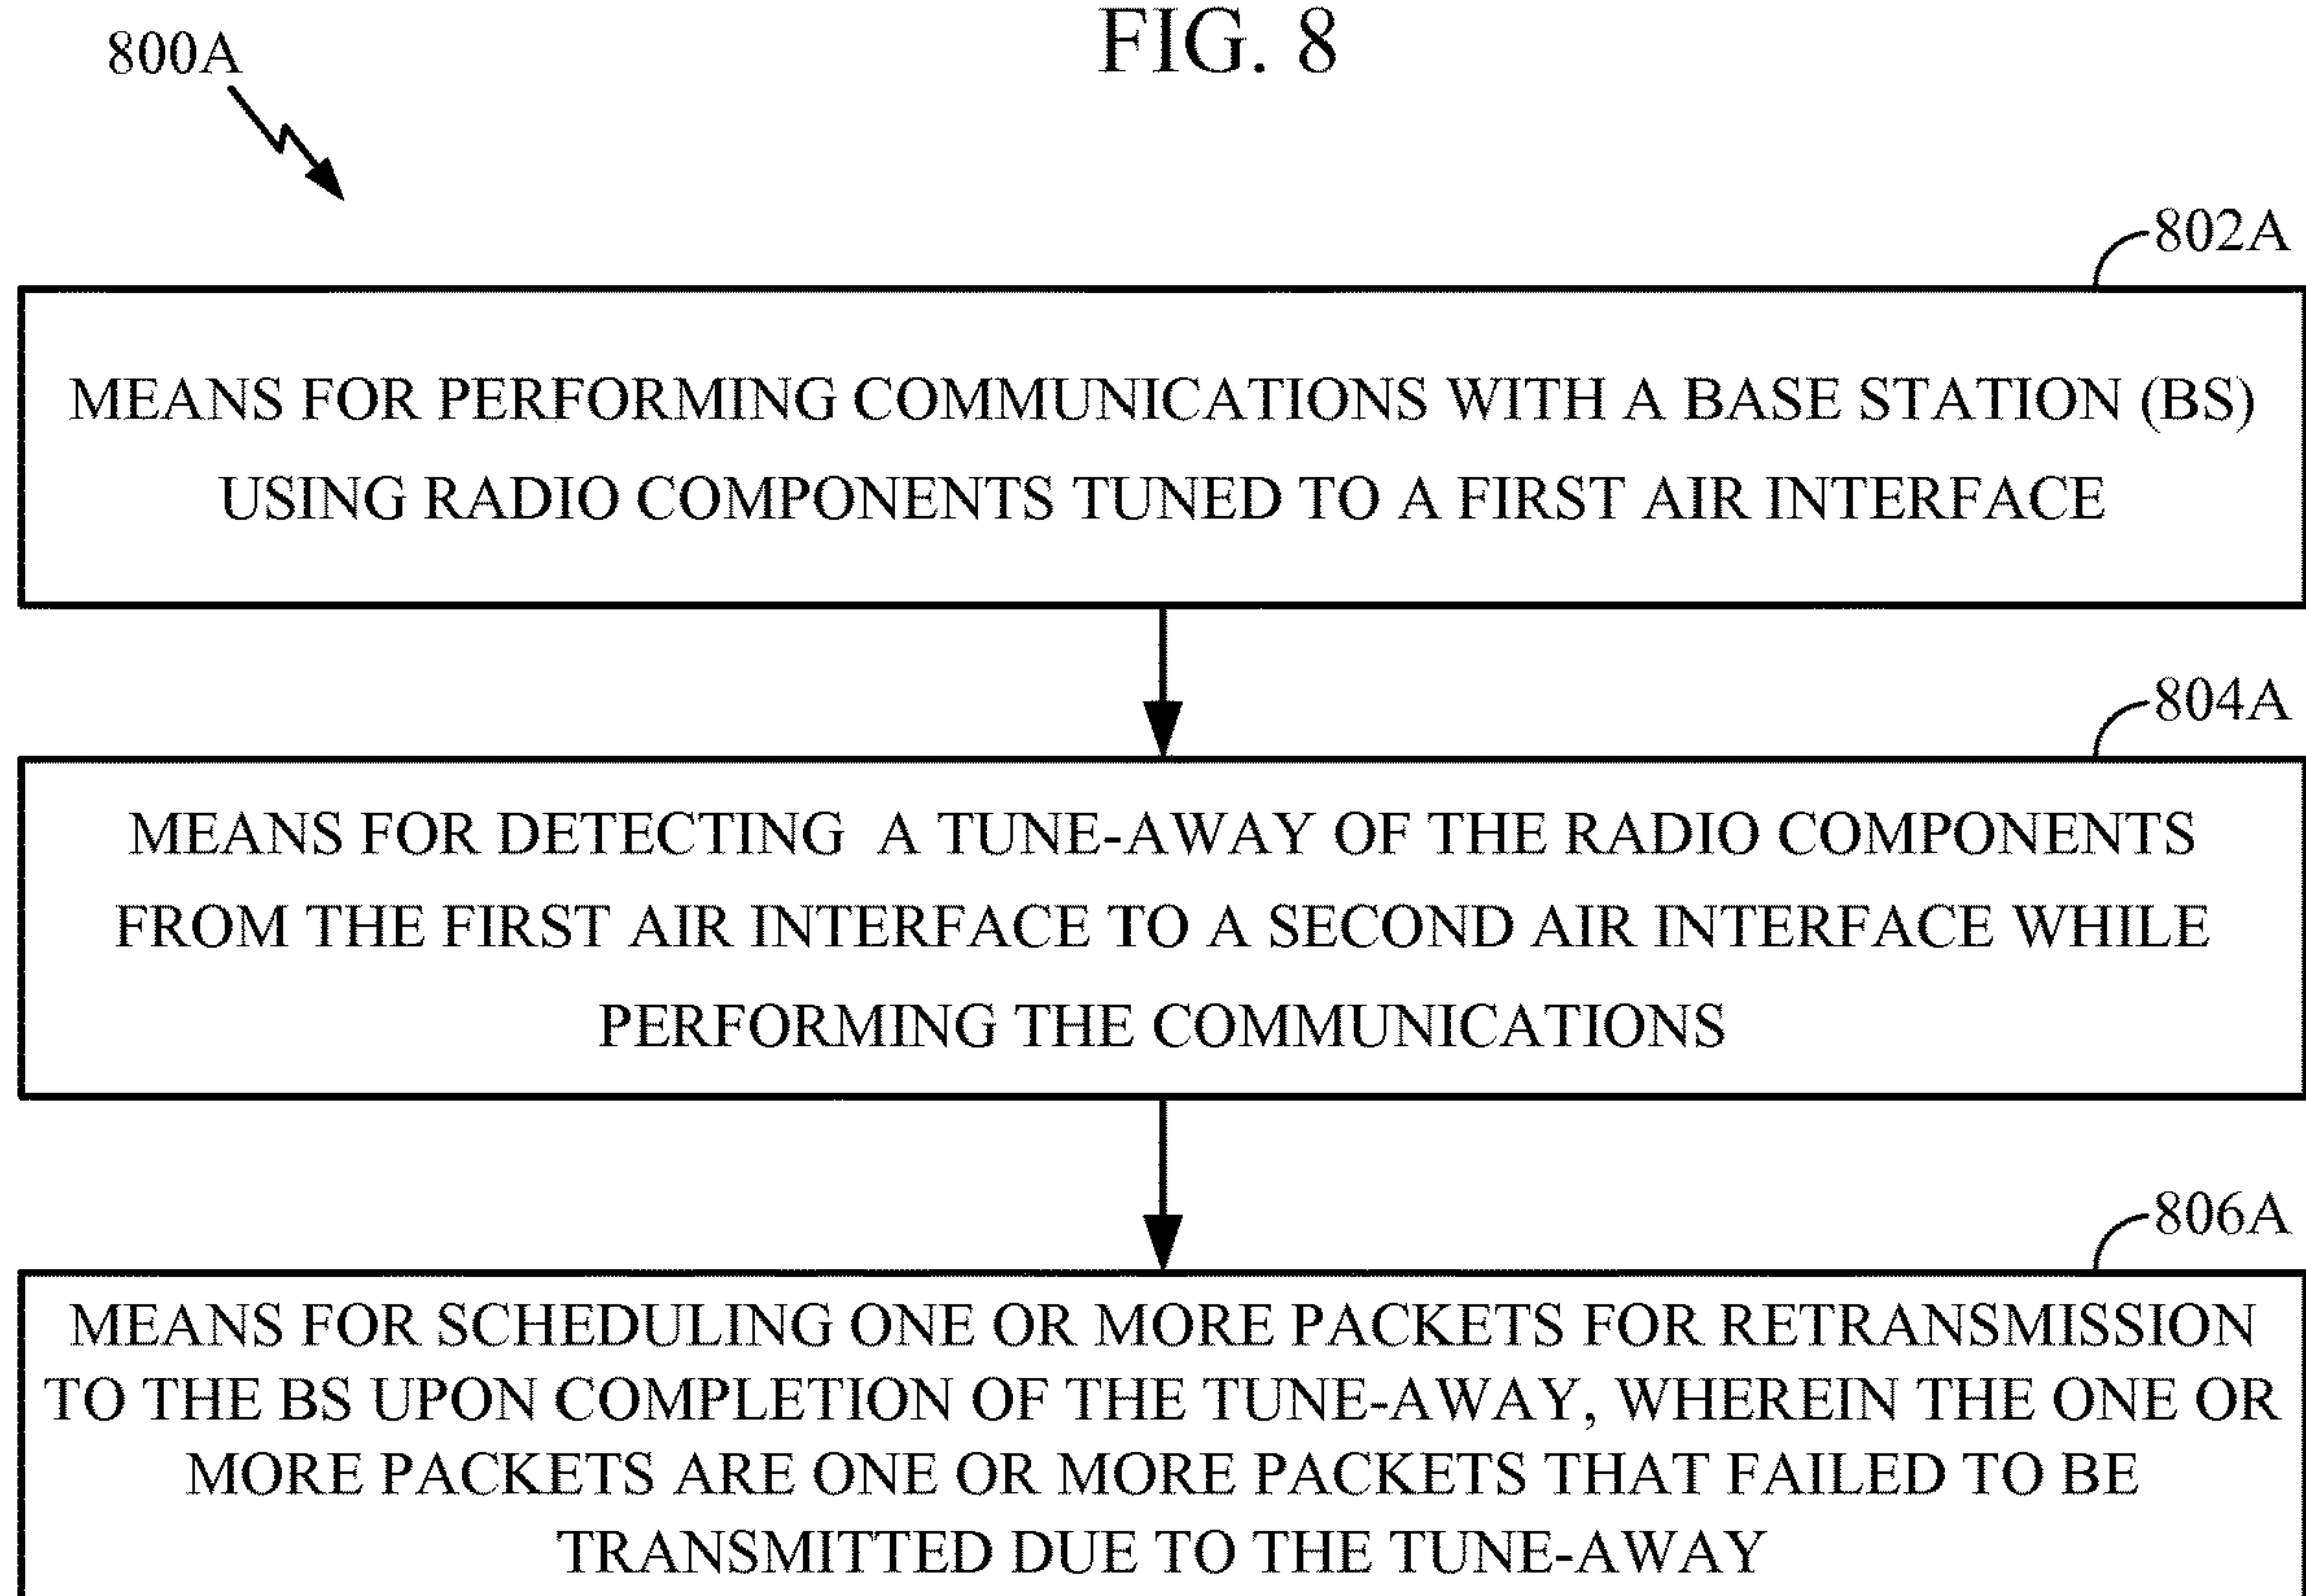 FIG. 8
800A
802A
MEANS FOR PERFORMING COMMUNICATIONS WITH A BASE STATION (BS)
USING RADIO COMPONENTS TUNED TO A FIRST AIR INTERFACE
804A
MEANS FOR DETECTING A TUNE-AWAY OF THE RADIO COMPONENTS
FROM THE FIRST AIR INTERFACE TO A SECOND AIR INTERFACE WHILE
PERFORMING THE COMMUNICATIONS
806A
MEANS FOR SCHEDULING ONE OR MORE PACKETS FOR RETRANSMISSION
TO THE BS UPON COMPLETION OF THE TUNE-AWAY, WHEREIN THE ONE OR
MORE PACKETS ARE ONE OR MORE PACKETS THAT FAILED TO BE
TRANSMITTED DUE TO THE TUNE-AWAY